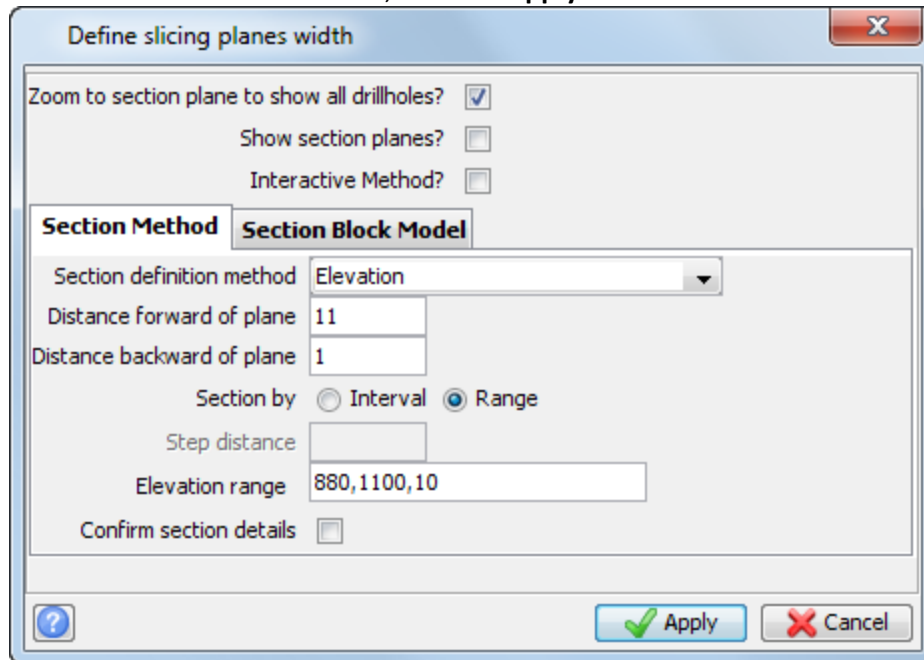 Define slicing planes width
Zoom to section plane to show all drillholes?
Show section planes?
Interactive Method?
Section Method Section Block Model
Section definition method Elevation
Distance forward of plane 11
Distance backward of plane 1
Section by Interval Range
Step distance
Elevation range 880,1100,10
Confirm section details
? Apply Cancel